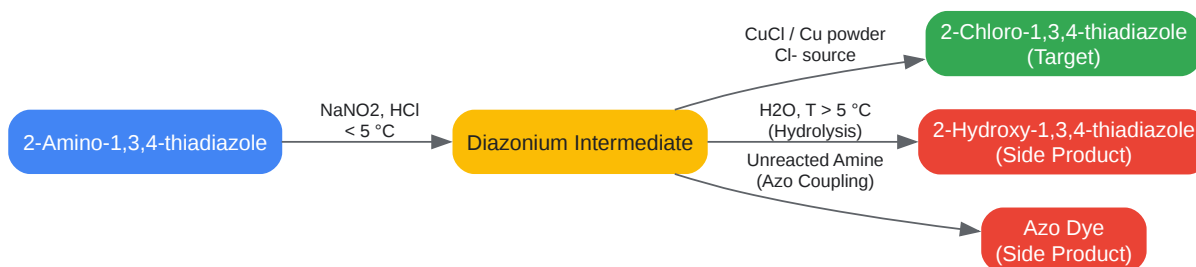 2-Amino-1,3,4-thiadiazole
NaNO2, HCl
< 5 °C
Diazonium Intermediate
CuCl / Cu powder
Cl- source
2-Chloro-1,3,4-thiadiazole
(Target)
H2O, T > 5 °C
(Hydrolysis)
2-Hydroxy-1,3,4-thiadiazole
(Side Product)
Unreacted Amine
(Azo Coupling)
Azo Dye
(Side Product)